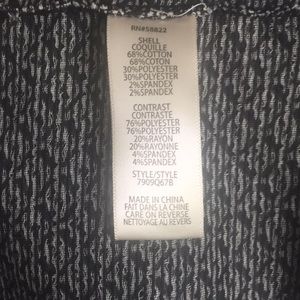 RN#58822
SHELL
COQUILLE
68%COTTON
68%COTON
30%POLYESTER
30%POLYESTER
2%SPANDEX
2%SPANDEX
CONTRAST
CONTRASTE
76%POLYESTER
76%POLYESTER
20%RAYON
20%RAYONNE
4%SPANDEX
4%SPANDEX
STYLE/STYLE
7909Q67B
MADE IN CHINA
FAIT DANS LA CHINE
CARE ON REVERSE
NETTOYAGE AU REVERS